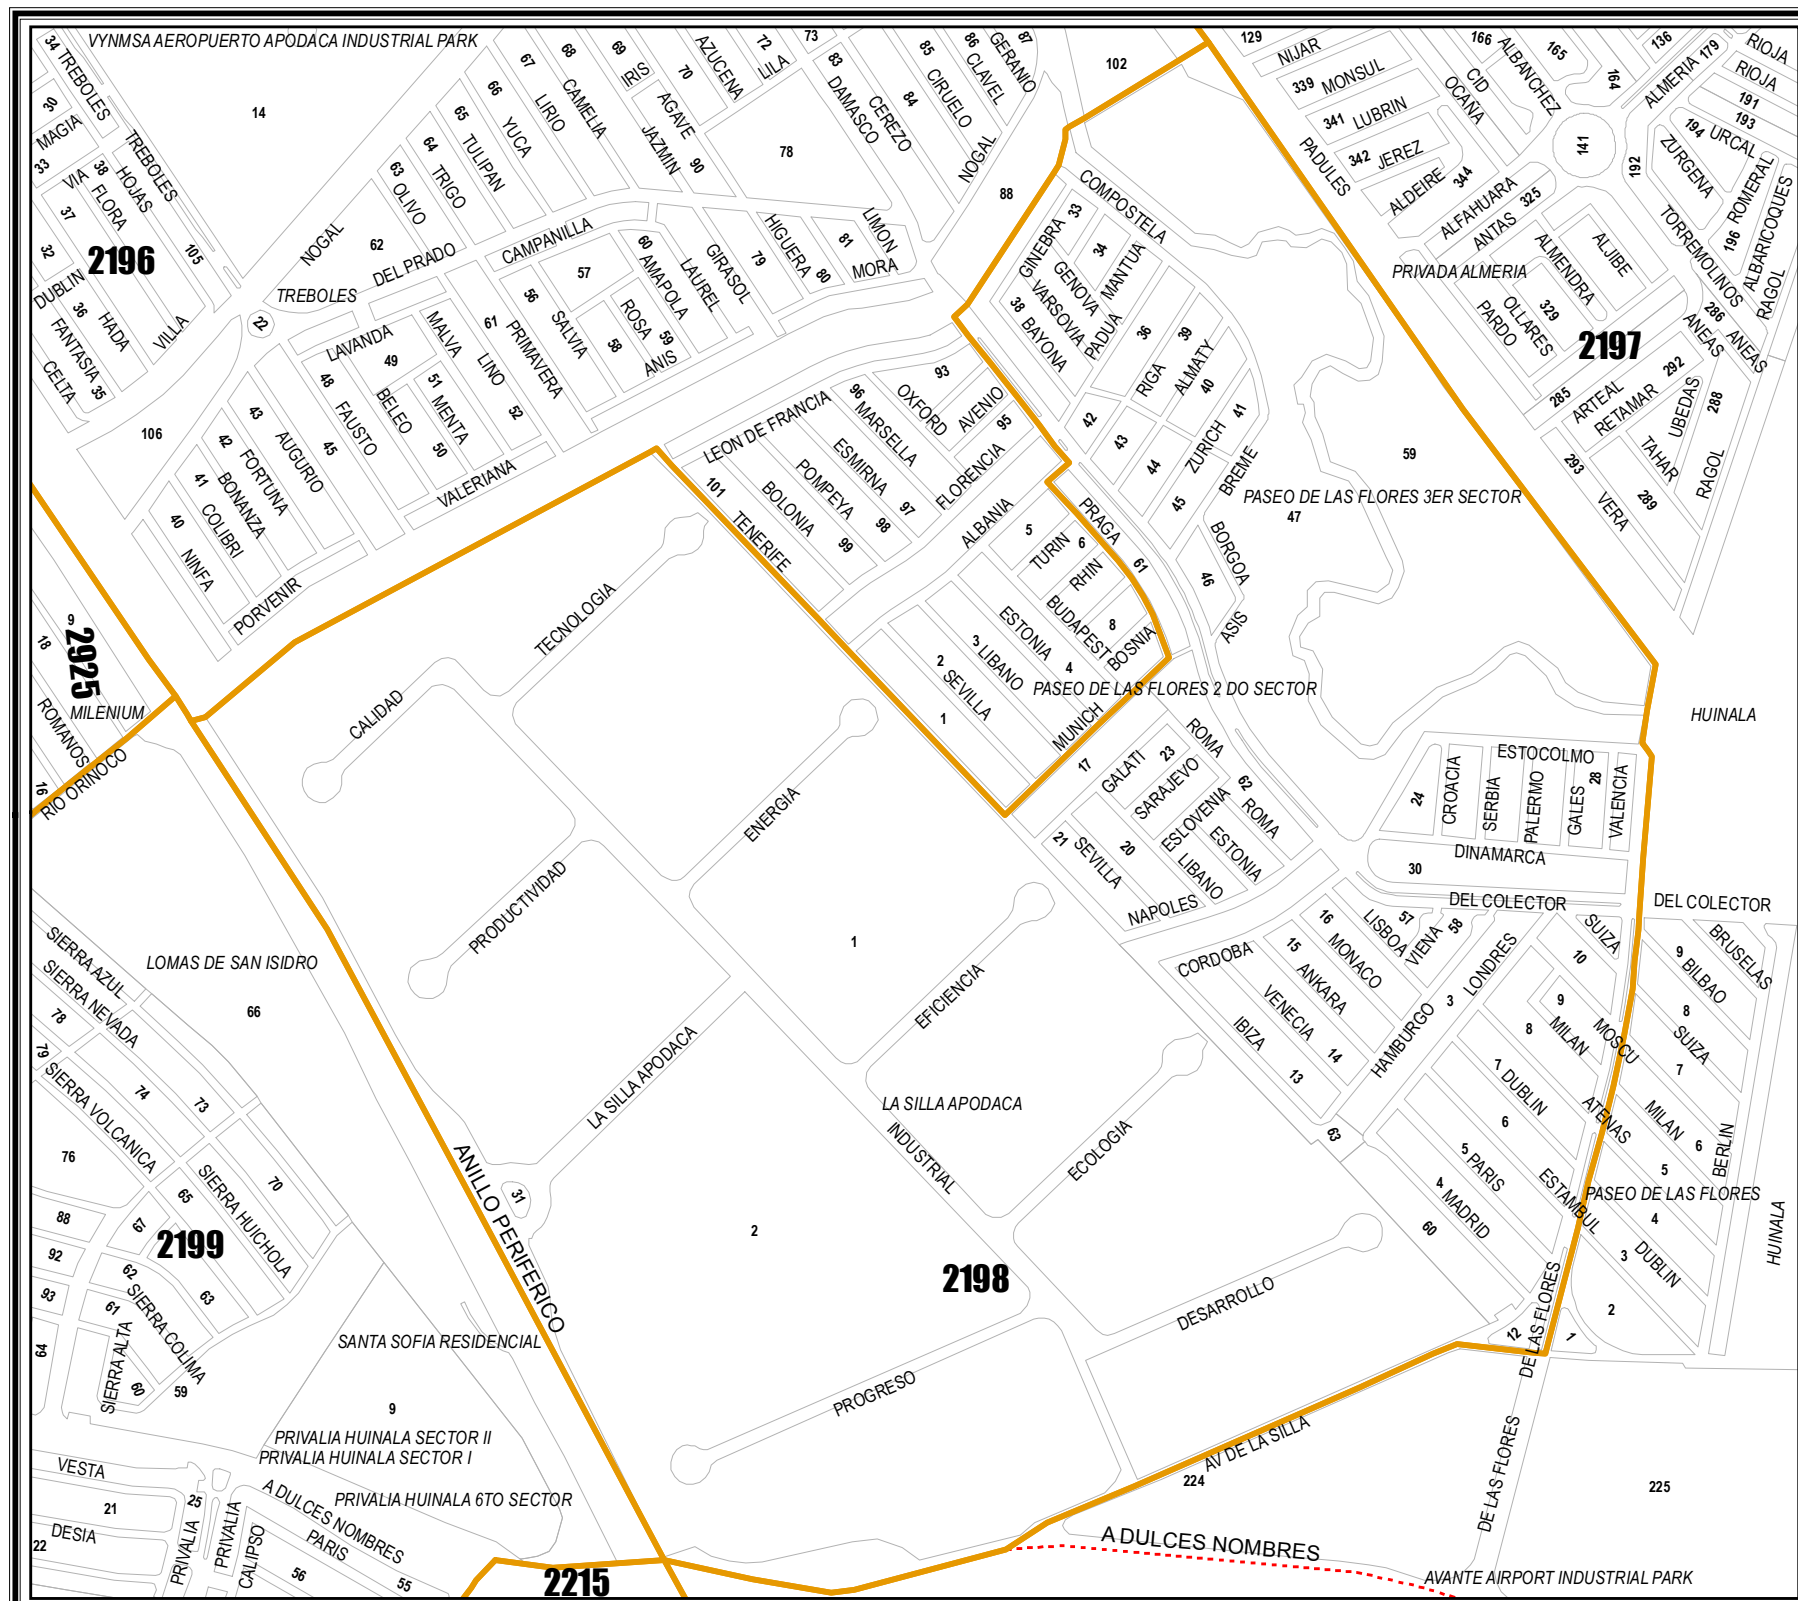 VYNMSA AEROPUERTO APODACA INDUSTRIAL PARK
34
TREBOLES
30
MAGIA
33
VIA
38
FLORA
HOJAS
TREBOLES
37
32
2196
105
DUBLIN
36
HADA
FANTASIA
35
CELTA
VILLA
14
NOGAL
62
DEL PRADO
TREBOLES
22
63
OLIVO
64
TRIGO
65
TULIPAN
66
YUCA
67
LIRIO
68
CAMELIA
69
IRIS
70
AGAVE
JAZMIN
90
AZUCENA
72
LILA
73
78
83
DAMASCO
CEREZO
84
85
CIRUELO
86
CLAVEL
87
GERANIO
NOGAL
88
102
CAMPANILLA
57
60
AMAPOLA
LAUREL
GIRASOL
79
HIGUERA
80
81
LIMON
MORA
56
SALVIA
ROSA
58
59
ANIS
61
PRIMAVERA
LINO
52
MALVA
LAVANDA
49
48
FAUSTO
BELEO
51
MENTA
50
VALERIANA
106
43
AUGURIO
45
42
FORTUNA
BONANZA
41
COLIBRI
40
NINFA
PORVENIR
LEON DE FRANCIA
96
MARSELLA
OXFORD
93
AVENIO
95
FLORENCIA
ESMIRNA
97
POMPEYA
98
BOLONIA
99
101
TENERIFE
ALBANIA
5
TURIN
6
RHIN
PRAGA
61
BUDAPEST
8
BOSNIA
ESTONIA
4
3
LIBANO
2
SEVILLA
1
MUNICH
PASEO DE LAS FLORES 2 DO SECTOR
COMPOSTELA
33
GINEBRA
34
GENOVA
MANTUA
VARSOVIA
PADUA
38
BAYONA
36
39
RIGA
ALMATY
40
41
42
43
44
ZURICH
BREME
45
BORGOA
46
ASIS
PASEO DE LAS FLORES 3ER SECTOR
47
59
129
NIJAR
339
MONSUL
341
LUBRIN
342
JEREZ
PADULES
ALDEIRE
344
CID
OCAÑA
166
ALBANCHEZ
165
194
136
ALMERIA
179
RIOJA
RIOJA
191
193
194
URCAL
ZURGENA
141
192
196
ROMERAL
ALBARICOQUES
RAGOL
ALFAHUARA
ANTAS
325
TORREMOLINOS
ALJIBE
ALMENDRA
PRIVADA ALMERIA
329
OLLARES
PARDO
2197
286
ANEAS
ANEAS
285
ARTEAL
292
RETAMAR
UBEDAS
288
TAHAR
293
289
VERA
RAGOL
9
18
2925
MILENIUM
ROMANOS
16
RIO ORINOCO
TECNOLOGIA
CALIDAD
ENERGIA
PRODUCTIVIDAD
1
EFICIENCIA
LA SILLA APODACA
LA SILLA APODACA
INDUSTRIAL
ECOLOGIA
2
2198
DESARROLLO
PROGRESO
31
ANILLO PERIFERICO
17
GALATI
23
ROMA
SARAJEVO
62
ROMA
ESLOVENIA
ESTONIA
20
21
SEVILLA
LIBANO
NAPOLES
HUINALA
ESTOCOLMO
24
CROACIA
SERBIA
PALERMO
GALES
28
VALENCIA
DINAMARCA
30
DEL COLECTOR
DEL COLECTOR
CORDOBA
16
LISBOA
57
VIENA
58
15
MONACO
ANKARA
VENECIA
14
IBIZA
13
HAMBURGO
3
LONDRES
SUIZA
10
9
MOSCU
8
MILAN
7
DUBLIN
ATENAS
6
5
PARIS
ESTAMBUL
4
MADRID
60
63
12
DE LAS FLORES
1
2
BRUSELAS
9
BILBAO
8
SUIZA
7
MILAN
6
BERLIN
5
PASEO DE LAS FLORES
4
3
DUBLIN
HUINALA
LOMAS DE SAN ISIDRO
66
SIERRA AZUL
SIERRA NEVADA
78
79
74
73
SIERRA VOLCANICA
76
SIERRA HUICHOLA
70
65
67
88
92
93
2199
62
61
SIERRA COLIMA
63
64
SIERRA ALTA
60
59
SANTA SOFIA RESIDENCIAL
9
PRIVALIA HUINALA SECTOR II
PRIVALIA HUINALA SECTOR I
PRIVALIA HUINALA 6TO SECTOR
VESTA
21
25
DESIA
22
PRIVALIA
PRIVALIA
CALIPSO
A DULCES NOMBRES
PARIS
56
55
2215
AV DE LA SILLA
224
DE LAS FLORES
225
A DULCES NOMBRES
AVANTE AIRPORT INDUSTRIAL PARK